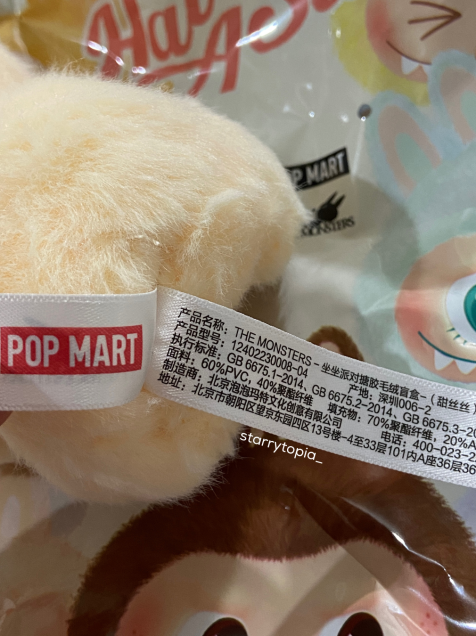 Hav A S
POP MART
MONSTERS
POP MART
产品名称：THE MONSTERS - 坐坐派对搪胶毛绒盲盒-（甜丝丝
产品型号：12402230008-04 产地：深圳006-2
执行标准：GB 6675.1-2014、GB 6675.2-2014、GB 6675.3-20
面料：60%PVC，40%聚酯纤维 填充物：70%聚酯纤维，20%A
制造商：北京泡泡玛特文化创意有限公司 电话：400-023-2
地址：北京市朝阳区望京东园四区13号楼-4至33层101内A座36层36
starrytopia_